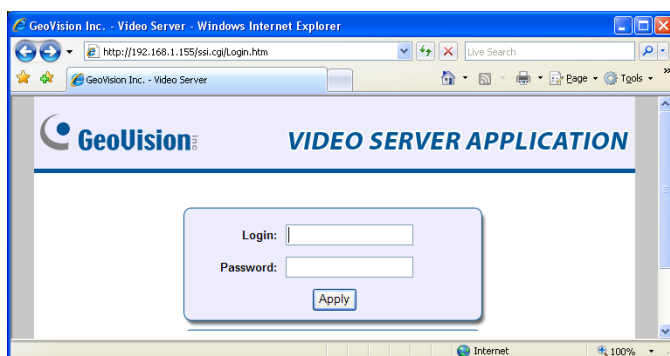 GeoVision Inc. - Video Server - Windows Internet Explorer
http://192.168.1.155/ssi.cgi/Login.htm
Live Search
GeoVision Inc. - Video Server
Page
Tools
»
GeoVision Inc
VIDEO SERVER APPLICATION
Login:
Password:
Apply
Internet
100%